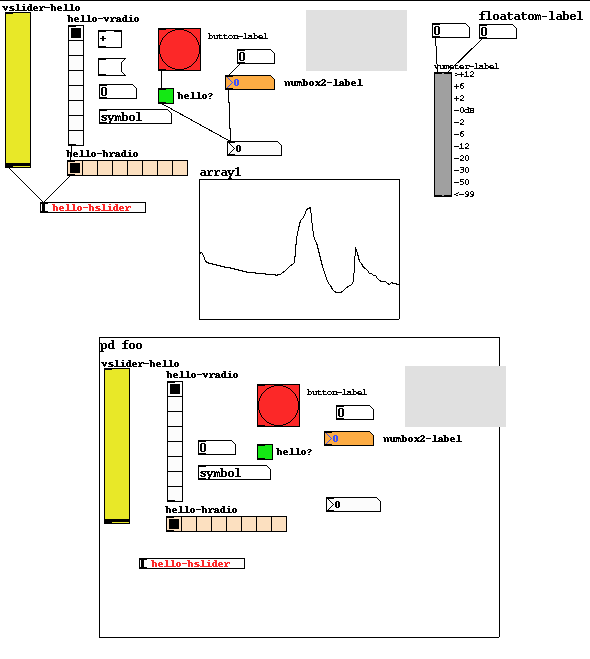 vslider-hello
hello-vradio
floatatom-label
+
button-label
0
0
0
vumeter-label
>+12
0
numbox2-label
+6
0
hello?
+2
symbol
-0dB
-2
-6
0
-12
hello-hradio
-20
-30
array1
-50
<-99
hello-hslider
pd foo
vslider-hello
hello-vradio
button-label
0
0
numbox2-label
0
hello?
symbol
0
hello-hradio
hello-hslider